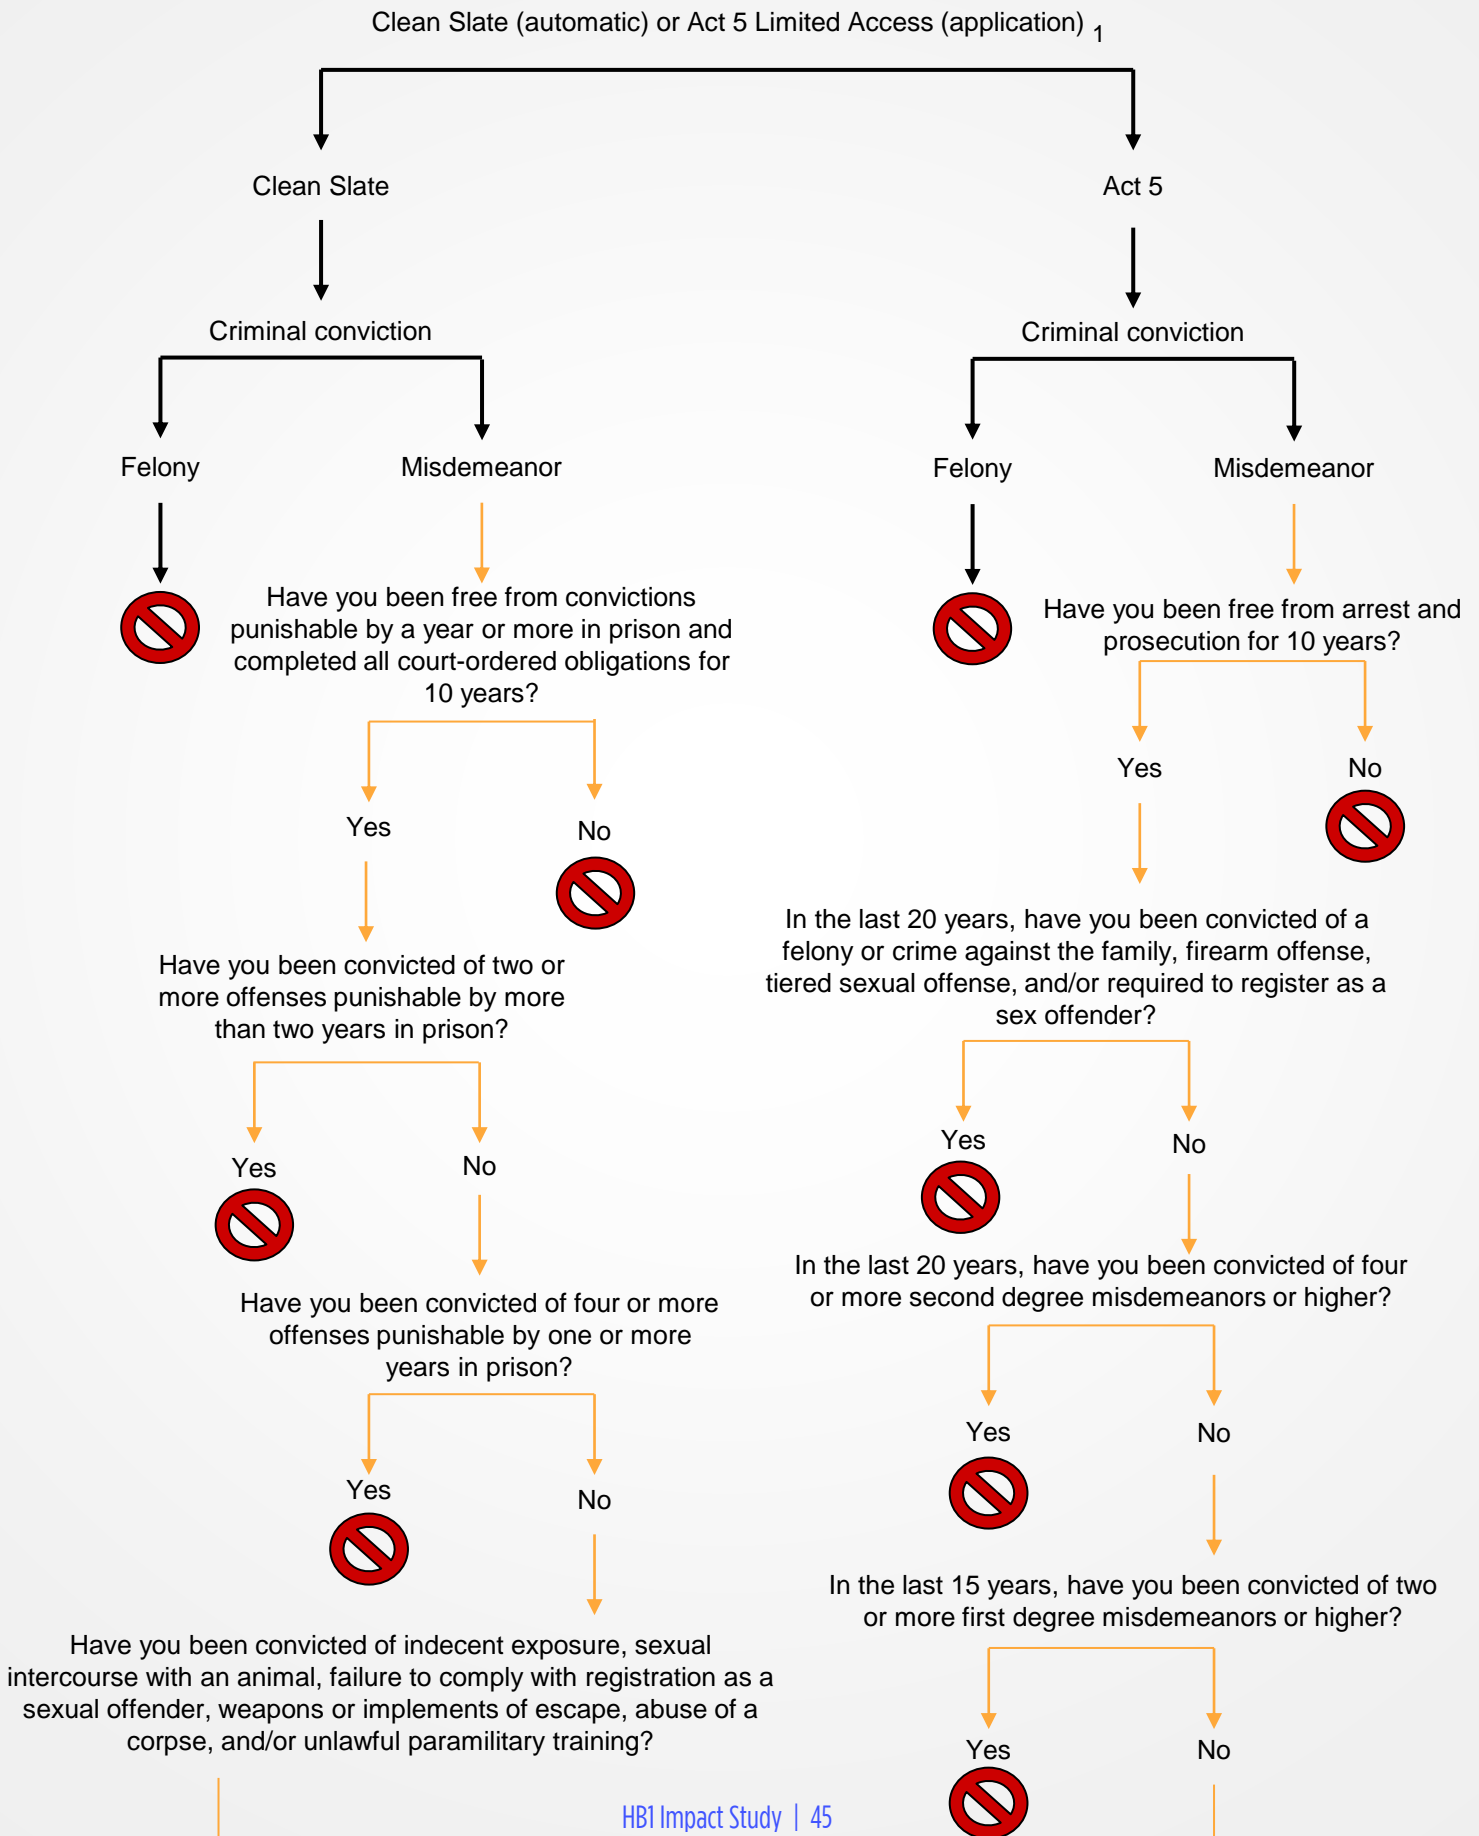 Clean Slate (automatic) or Act 5 Limited Access (application) 1
Clean Slate
Criminal conviction
Felony
Misdemeanor
Have you been free from convictions
punishable by a year or more in prison and
completed all court-ordered obligations for
10 years?
Yes
No
Have you been convicted of two or
more offenses punishable by more
than two years in prison?
Yes
No
Have you been convicted of four or more
offenses punishable by one or more
years in prison?
Yes
No
Have you been convicted of indecent exposure, sexual
intercourse with an animal, failure to comply with registration as a
sexual offender, weapons or implements of escape, abuse of a
corpse, and/or unlawful paramilitary training?
Act 5
Criminal conviction
Felony
Misdemeanor
Have you been free from arrest and
prosecution for 10 years?
Yes
No
In the last 20 years, have you been convicted of a
felony or crime against the family, firearm offense,
tiered sexual offense, and/or required to register as a
sex offender?
Yes
No
In the last 20 years, have you been convicted of four
or more second degree misdemeanors or higher?
Yes
No
In the last 15 years, have you been convicted of two
or more first degree misdemeanors or higher?
Yes
No
HB1 Impact Study | 45